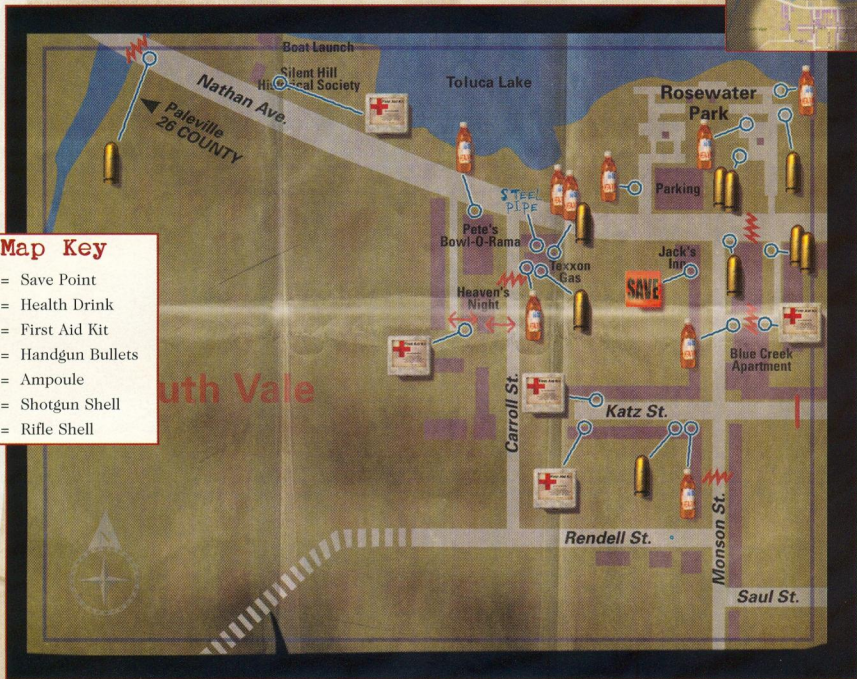 Boat Launch
Silent Hill
Historical Society
Toluca Lake
Nathan Ave.
Paleville
26 COUNTY
Rosewater
Park
Parking
STEEL
PIPE
Pete's
Bowl-O-Rama
Texxon
Gas
Jack's
Inn
SAVE
Heaven's
Night
Blue Creek
Apartment
Map Key
= Save Point
= Health Drink
= First Aid Kit
= Handgun Bullets
= Ampoule
= Shotgun Shell
= Rifle Shell
uth Vale
Carroll St.
Katz St.
Monson St.
Rendell St.
Saul St.